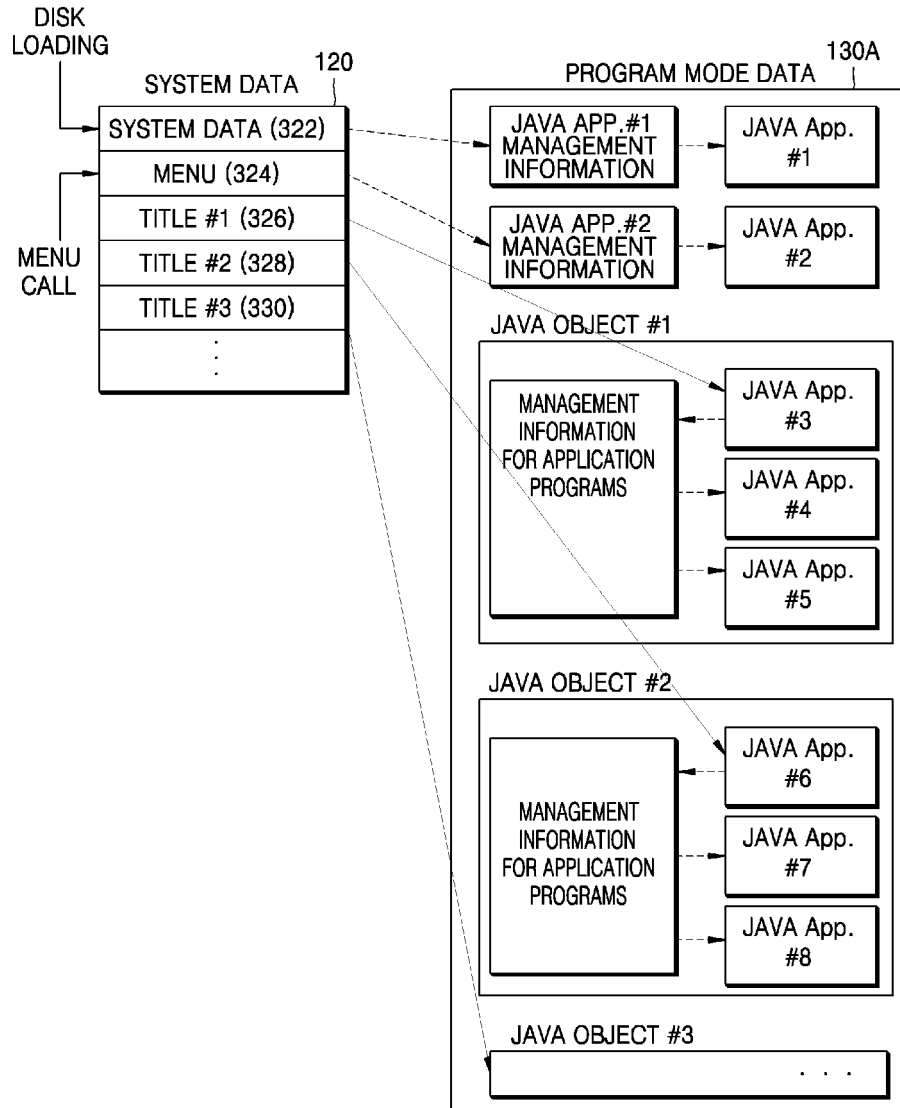 DISK
LOADING
SYSTEM DATA
120
SYSTEM DATA (322)
MENU (324)
TITLE #1 (326)
TITLE #2 (328)
TITLE #3 (330)
MENU
CALL
PROGRAM MODE DATA
130A
JAVA APP.#1
MANAGEMENT
INFORMATION
JAVA App.
#1
JAVA APP.#2
MANAGEMENT
INFORMATION
JAVA App.
#2
JAVA OBJECT #1
MANAGEMENT
INFORMATION
FOR APPLICATION
PROGRAMS
JAVA App.
#3
JAVA App.
#4
JAVA App.
#5
JAVA OBJECT #2
MANAGEMENT
INFORMATION
FOR APPLICATION
PROGRAMS
JAVA App.
#6
JAVA App.
#7
JAVA App.
#8
JAVA OBJECT #3
. . .